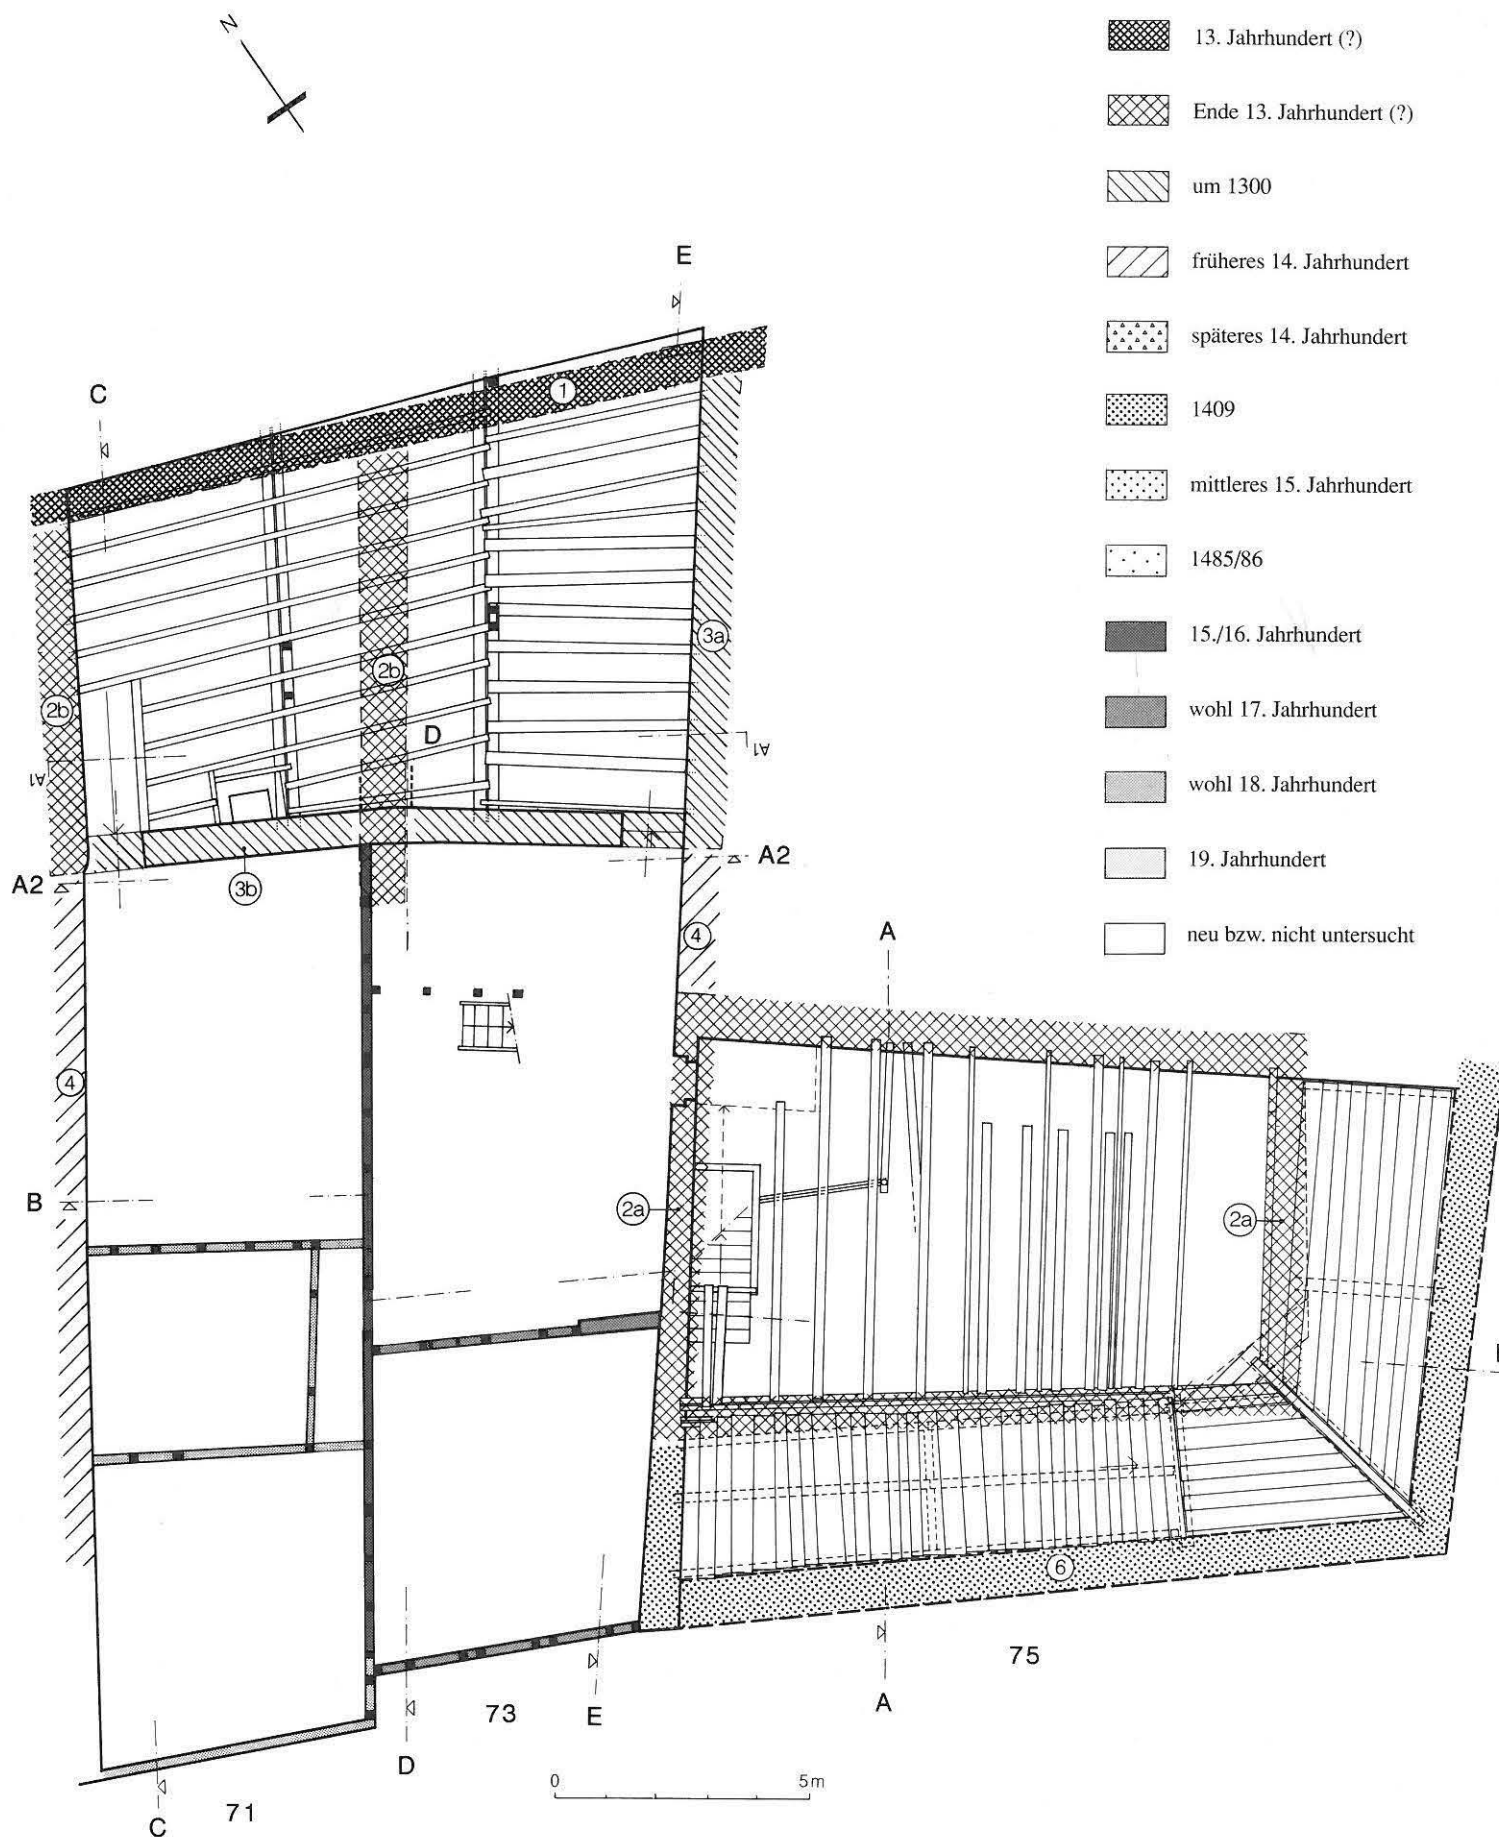 N
13. Jahrhundert (?)
Ende 13. Jahrhundert (?)
um 1300
früheres 14. Jahrhundert
späteres 14. Jahrhundert
1409
mittleres 15. Jahrhundert
1485/86
15./16. Jahrhundert
wohl 17. Jahrhundert
wohl 18. Jahrhundert
19. Jahrhundert
neu bzw. nicht untersucht
E
C
1
3a
2b
2b
D
A1
A1
A2
A2
3b
4
A
4
B
2a
2a
6
75
A
73
E
D
0 5m
71
C